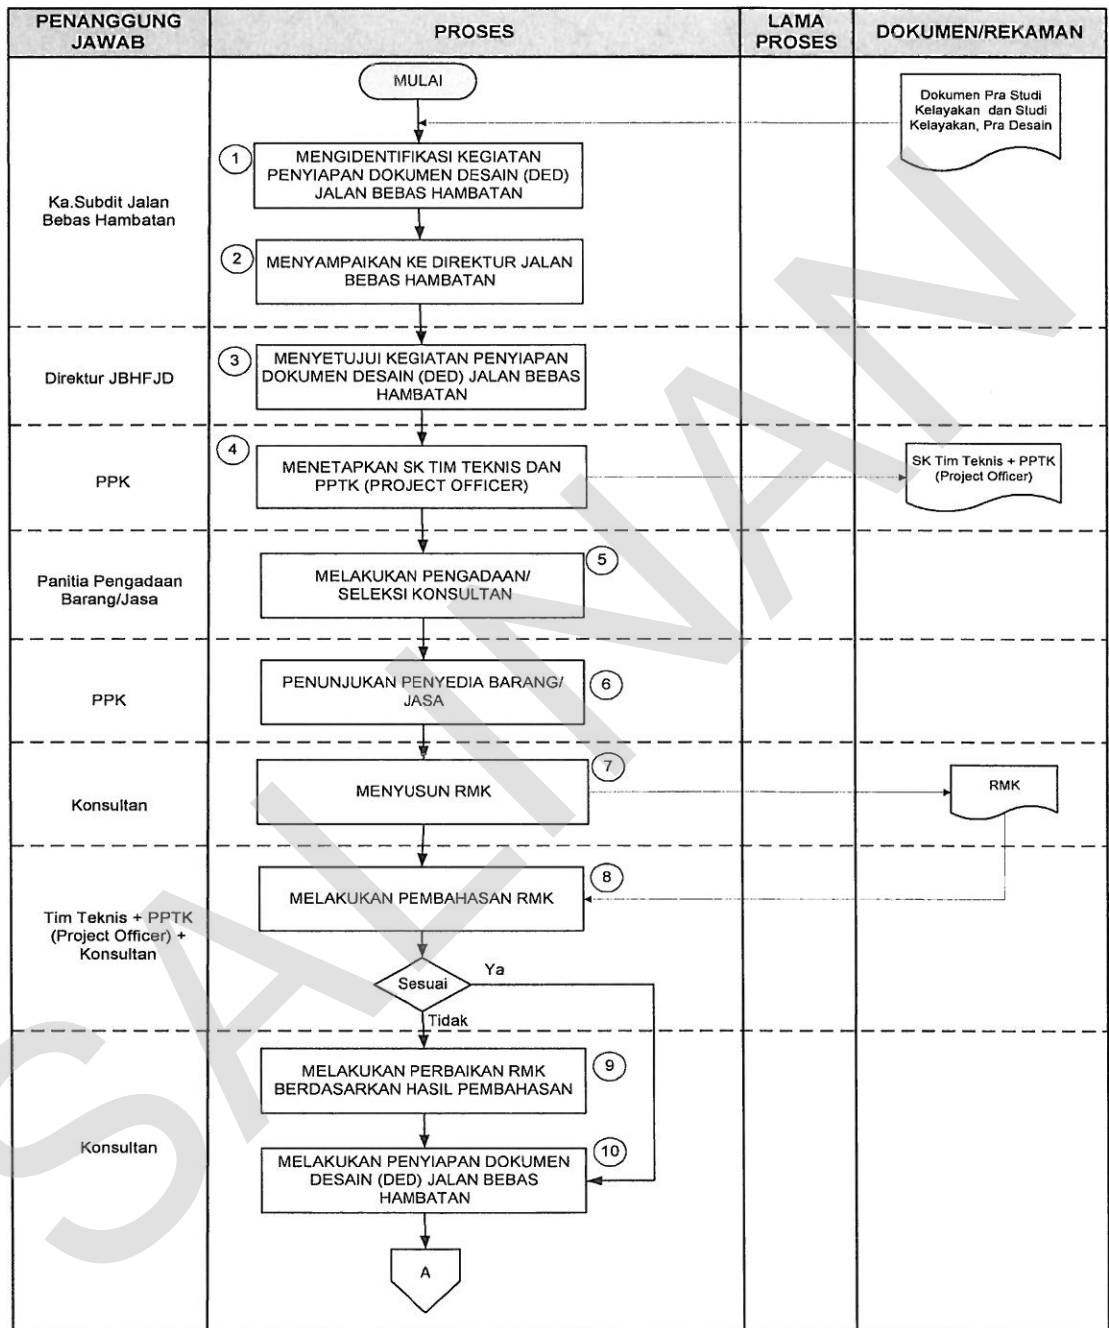 PENANGGUNG
JAWAB
PROSES
LAMA
PROSES
DOKUMEN/REKAMAN
MULAI
Dokumen Pra Studi
Kelayakan dan Studi
Kelayakan, Pra Desain
1
MENGIDENTIFIKASI KEGIATAN
PENYIAPAN DOKUMEN DESAIN (DED)
JALAN BEBAS HAMBATAN
Ka.Subdit Jalan
Bebas Hambatan
2
MENYAMPAIKAN KE DIREKTUR JALAN
BEBAS HAMBATAN
Direktur JBHFJD
3
MENYETUJUI KEGIATAN PENYIAPAN
DOKUMEN DESAIN (DED) JALAN BEBAS
HAMBATAN
PPK
4
MENETAPKAN SK TIM TEKNIS DAN
PPTK (PROJECT OFFICER)
SK Tim Teknis + PPTK
(Project Officer)
Panitia Pengadaan
Barang/Jasa
MELAKUKAN PENGADAAN/
SELEKSI KONSULTAN
5
PPK
PENUNJUKAN PENYEDIA BARANG/
JASA
6
Konsultan
MENYUSUN RMK
7
RMK
Tim Teknis + PPTK
(Project Officer) +
Konsultan
MELAKUKAN PEMBAHASAN RMK
8
Sesuai
Ya
Tidak
Konsultan
MELAKUKAN PERBAIKAN RMK
BERDASARKAN HASIL PEMBAHASAN
9
MELAKUKAN PENYIAPAN DOKUMEN
DESAIN (DED) JALAN BEBAS
HAMBATAN
10
A
SALINAN